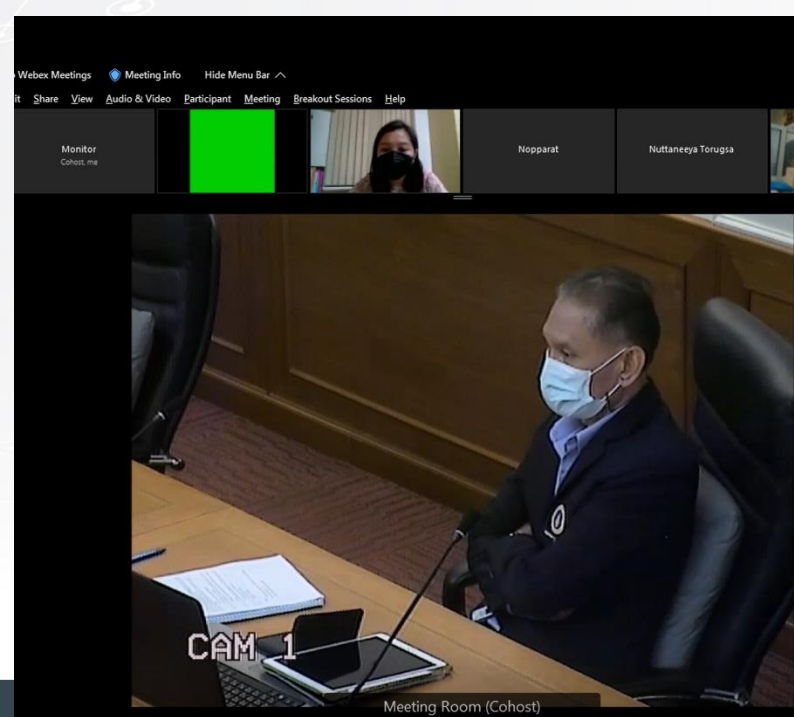 Webex Meetings Meeting Info Hide Menu Bar
it Share View Audio & Video Participant Meeting Breakout Sessions Help
Monitor
Cohost, me
Nopparat
Nuttaneeya Torugsa
CAM 1
Meeting Room (Cohost)